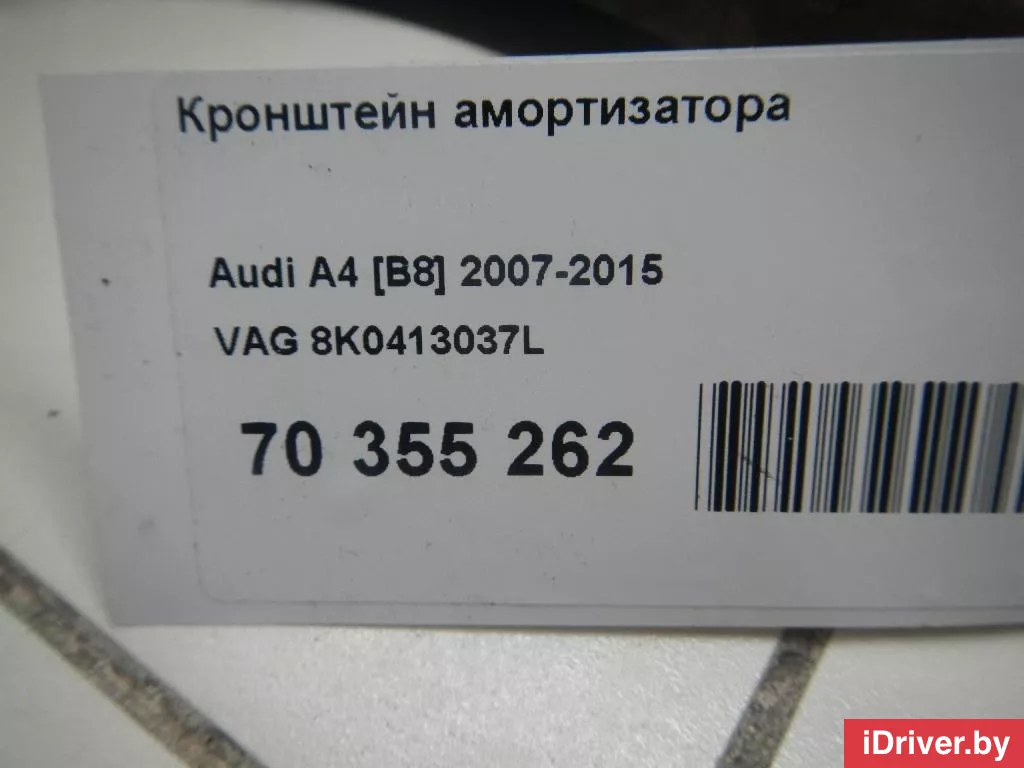 Кронштейн амортизатора
Audi A4 [B8] 2007-2015
VAG 8K0413037L
70 355 262
iDriver.by